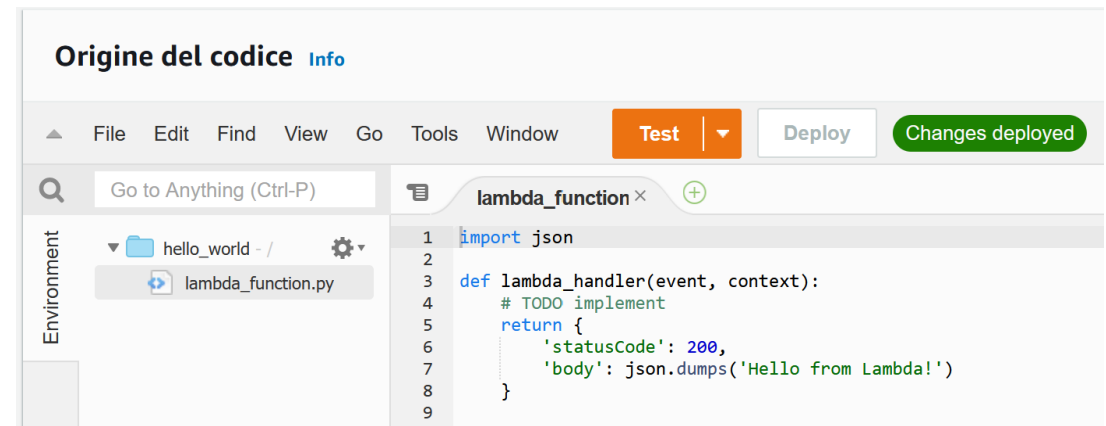 Origine del codice Info
File Edit Find View Go Tools Window Test Deploy Changes deployed
Go to Anything (Ctrl-P)
lambda_function
Environment
hello_world - /
lambda_function.py
1 import json
2
3 def lambda_handler(event, context):
4     # TODO implement
5     return {
6         'statusCode': 200,
7         'body': json.dumps('Hello from Lambda!')
8     }
9